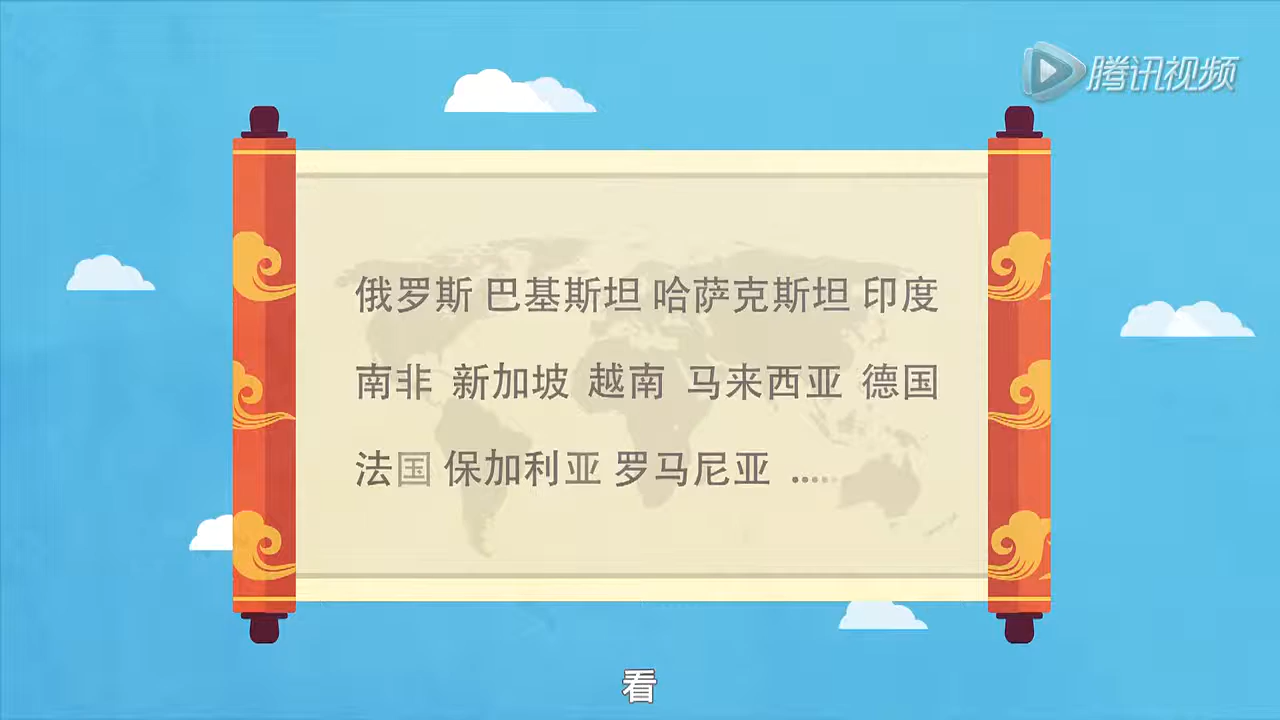 腾讯视频
俄罗斯 巴基斯坦 哈萨克斯坦 印度
南非 新加坡 越南 马来西亚 德国
法国 保加利亚 罗马尼亚 ……
看